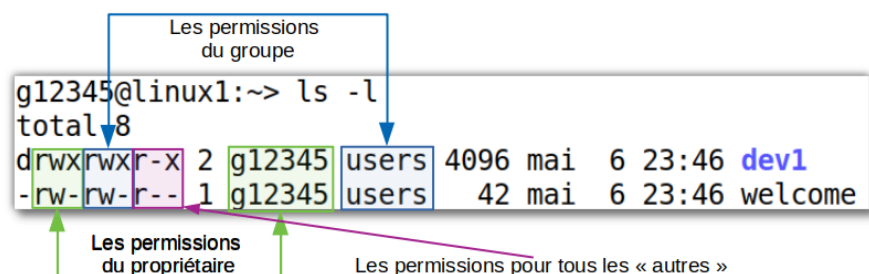 Les permissions
du groupe
g12345@linux1:~> ls -l
total 8
drwxrwxr-x 2 g12345 users 4096 mai  6 23:46 dev1
-rw-rw-r-- 1 g12345 users   42 mai  6 23:46 welcome
Les permissions
du propriétaire
Les permissions pour tous les « autres »